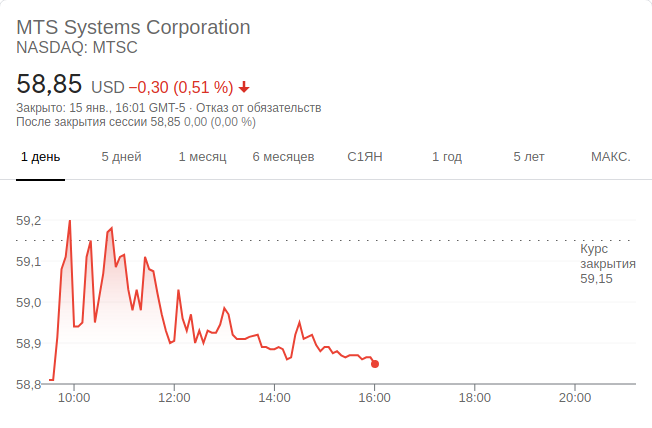 MTS Systems Corporation
NASDAQ: MTSC
58,85 USD −0,30 (0,51 %)
Закрыто: 15 янв., 16:01 GMT-5 · Отказ от обязательств
После закрытия сессии 58,85 0,00 (0,00 %)
1 день 5 дней 1 месяц 6 месяцев С1ЯН 1 год 5 лет МАКС.
59,2
Курс
закрытия
59,15
59,1
59,0
58,9
58,8
10:00 12:00 14:00 16:00 18:00 20:00